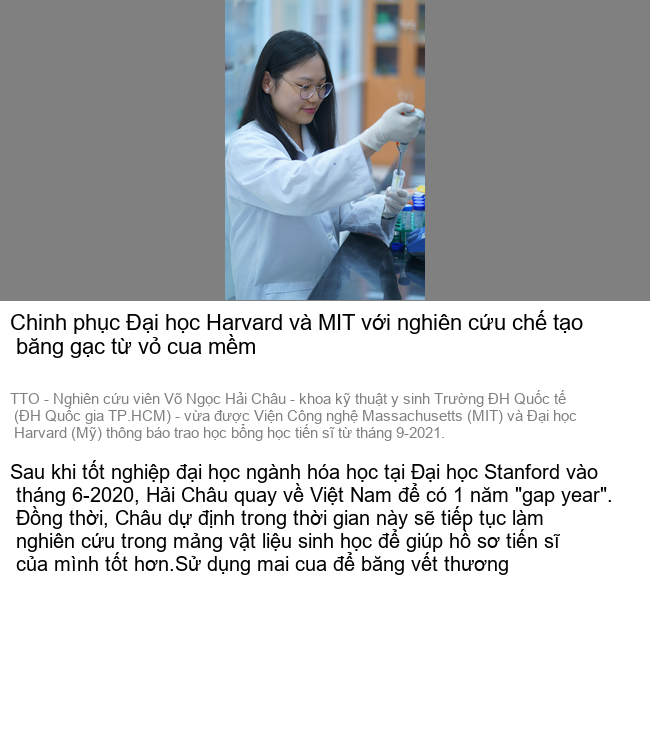 Chinh phục Đại học Harvard và MIT với nghiên cứu chế tạo
băng gạc từ vỏ cua mềm
TTO - Nghiên cứu viên Võ Ngọc Hải Châu - khoa kỹ thuật y sinh Trường ĐH Quốc tế
(ĐH Quốc gia TP.HCM) - vừa được Viện Công nghệ Massachusetts (MIT) và Đại học
Harvard (Mỹ) thông báo trao học bổng học tiến sĩ từ tháng 9-2021.
Sau khi tốt nghiệp đại học ngành hóa học tại Đại học Stanford vào
tháng 6-2020, Hải Châu quay về Việt Nam để có 1 năm "gap year".
Đồng thời, Châu dự định trong thời gian này sẽ tiếp tục làm
nghiên cứu trong mảng vật liệu sinh học để giúp hồ sơ tiến sĩ
của mình tốt hơn.Sử dụng mai cua để băng vết thương